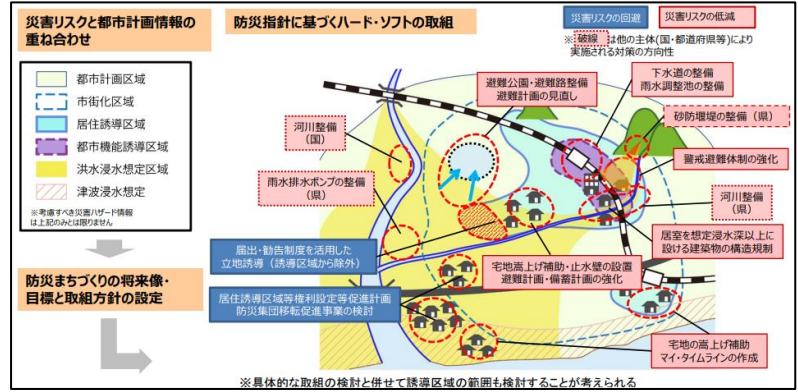 災害リスクと都市計画情報の
重ね合わせ
都市計画区域
市街化区域
居住誘導区域
都市機能誘導区域
洪水浸水想定区域
津波浸水想定
※考慮すべき災害ハザード情報
は上記のみとは限りません
防災まちづくりの将来像・
目標と取組方針の設定
防災指針に基づくハード・ソフトの取組
災害リスクの回避
災害リスクの低減
※ 破線 は他の主体(国・都道府県等)により
実施される対策の方向性
避難公園・避難路整備
避難計画の見直し
下水道の整備
雨水調整池の整備
砂防堰堤の整備（県）
河川整備
（国）
警戒避難体制の強化
雨水排水ポンプの整備
（県）
河川整備
（県）
居室を想定浸水深以上に
設ける建築物の構造規制
届出・勧告制度を活用した
立地誘導（誘導区域から除外）
宅地嵩上げ補助・止水壁の設置
避難計画・備蓄計画の強化
居住誘導区域等権利設定等促進計画
防災集団移転促進事業の検討
宅地の嵩上げ補助
マイ・タイムラインの作成
※具体的な取組の検討と併せて誘導区域の範囲も検討することが考えられる